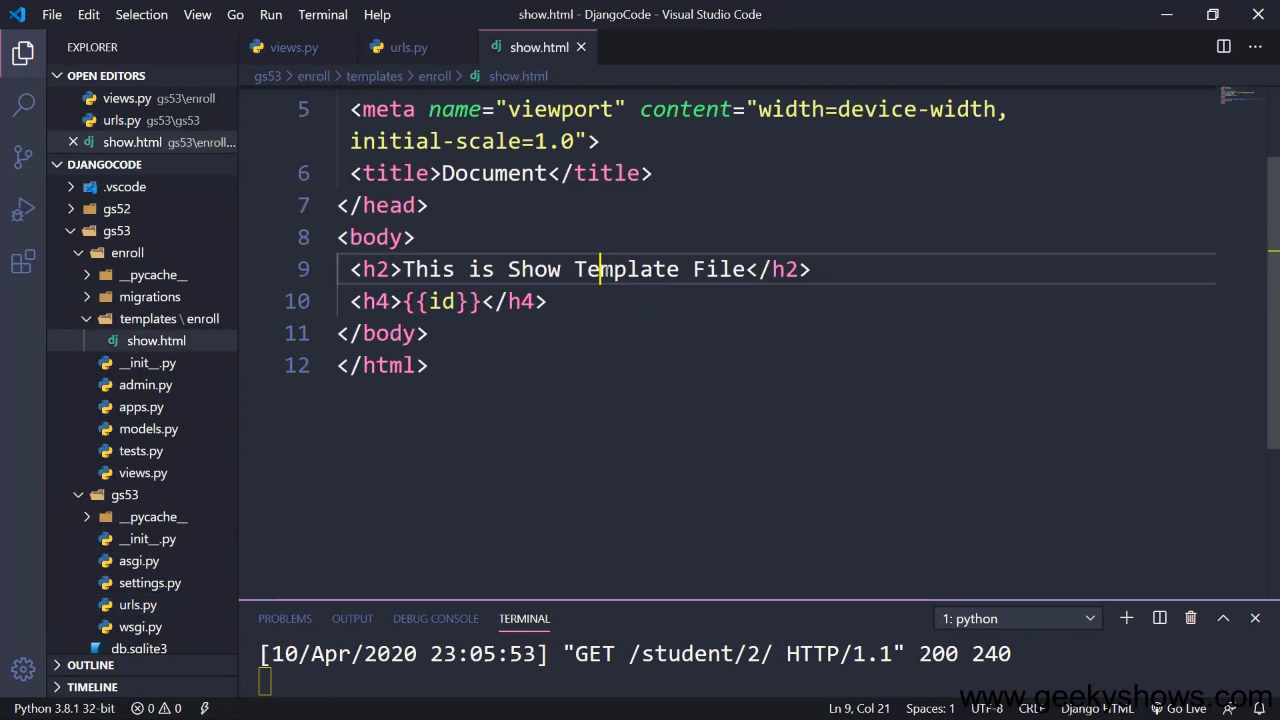 File Edit Selection View Go Run Terminal Help
show.html - DjangoCode - Visual Studio Code
EXPLORER
OPEN EDITORS
views.py gs53\enroll
urls.py gs53\gs53
show.html gs53\enroll...
DJANGOCODE
.vscode
gs52
gs53
enroll
__pycache__
migrations
templates \ enroll
show.html
__init__.py
admin.py
apps.py
models.py
tests.py
views.py
gs53
__pycache__
__init__.py
asgi.py
settings.py
urls.py
wsgi.py
db.sqlite3
OUTLINE
TIMELINE
views.py urls.py show.html
gs53 > enroll > templates > enroll > show.html
5 <meta name="viewport" content="width=device-width,
initial-scale=1.0">
6 <title>Document</title>
7 </head>
8 <body>
9 <h2>This is Show Template File</h2>
10 <h4>{{id}}</h4>
11 </body>
12 </html>
PROBLEMS OUTPUT DEBUG CONSOLE TERMINAL 1: python
[10/Apr/2020 23:05:53] "GET /student/2/ HTTP/1.1" 200 240
www.geekyshows.com
Python 3.8.1 32-bit 0 0 Ln 9, Col 21 Spaces: 1 UTF-8 CRLF Django HTML Go Live